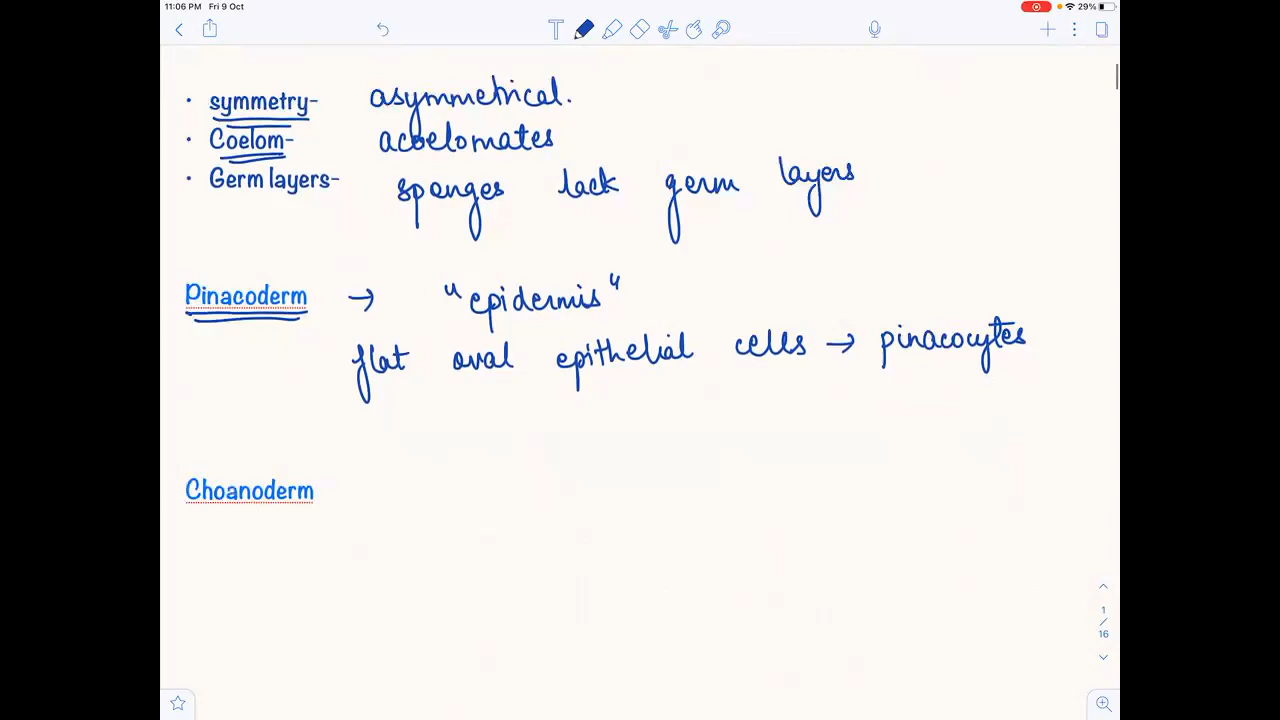 11:06 PM Fri 9 Oct 29%
• symmetry- asymmetrical.
• Coelom- acoelomates
• Germ layers- sponges lack germ layers
Pinacoderm → "epidermis"
flat oval epithelial cells → pinacocytes
Choanoderm
1
/
16